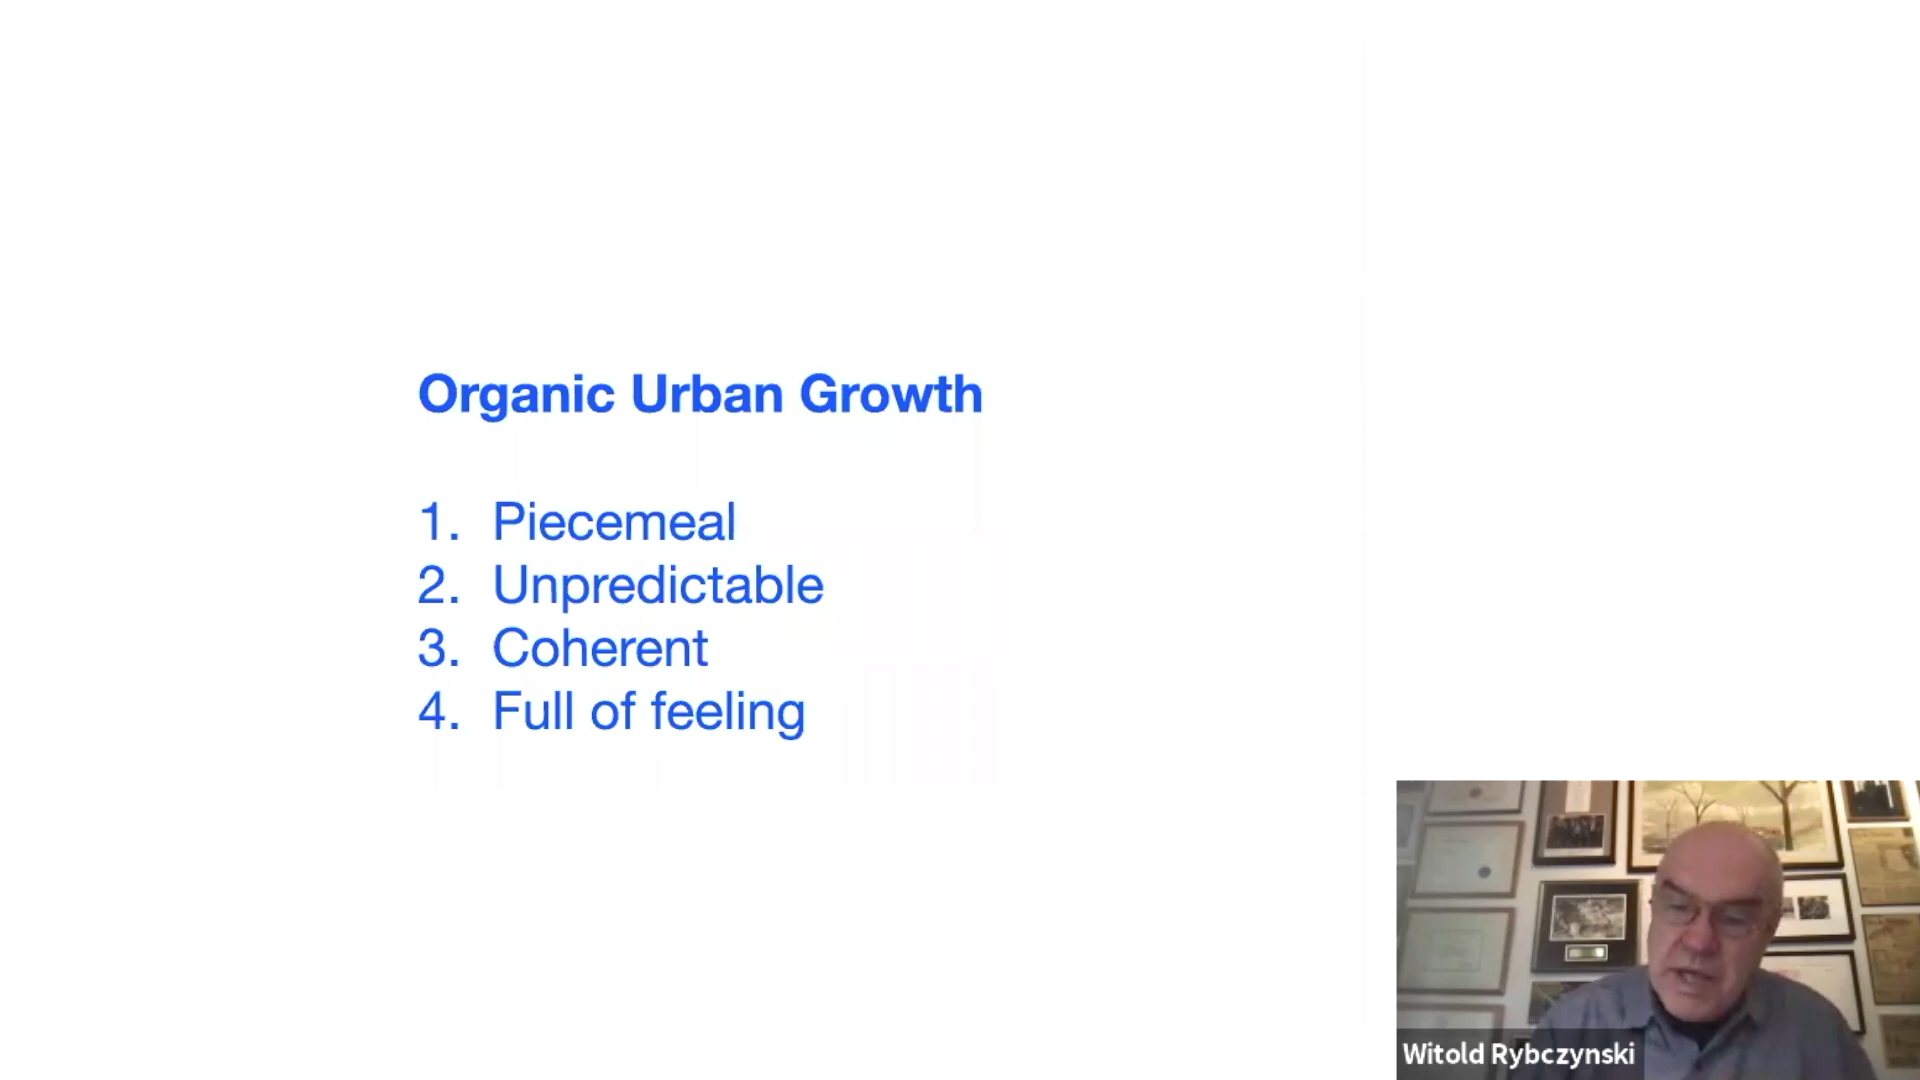 Organic Urban Growth
1. Piecemeal
2. Unpredictable
3. Coherent
4. Full of feeling
Witold Rybczynski